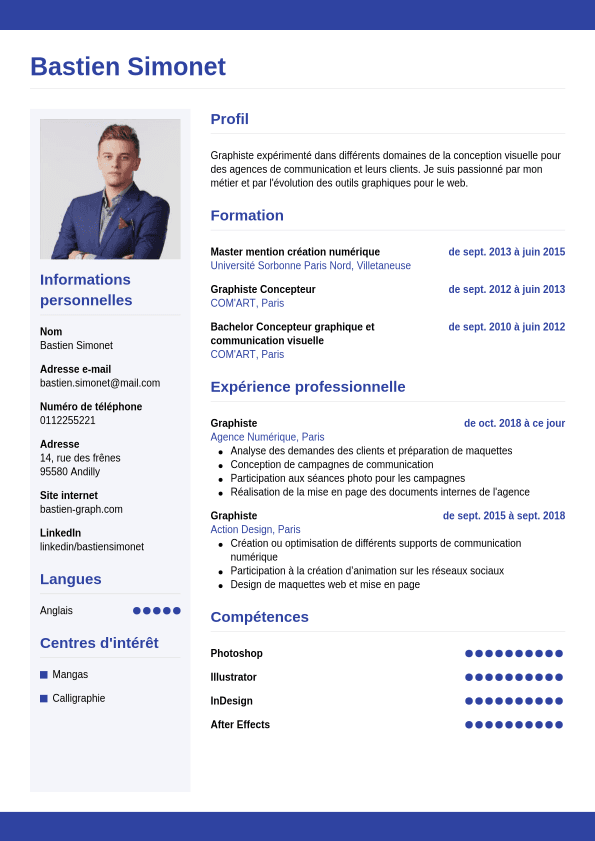 Bastien Simonet
Informations
personnelles
Nom
Bastien Simonet
Adresse e-mail
bastien.simonet@mail.com
Numéro de téléphone
0112255221
Adresse
14, rue des frênes
95580 Andilly
Site internet
bastien-graph.com
LinkedIn
linkedin/bastiensimonet
Langues
Anglais
Centres d'intérêt
Mangas
Calligraphie
Profil
Graphiste expérimenté dans différents domaines de la conception visuelle pour
des agences de communication et leurs clients. Je suis passionné par mon
métier et par l'évolution des outils graphiques pour le web.
Formation
Master mention création numérique de sept. 2013 à juin 2015
Université Sorbonne Paris Nord, Villetaneuse
Graphiste Concepteur de sept. 2012 à juin 2013
COM'ART, Paris
Bachelor Concepteur graphique et de sept. 2010 à juin 2012
communication visuelle
COM'ART, Paris
Expérience professionnelle
Graphiste de oct. 2018 à ce jour
Agence Numérique, Paris
• Analyse des demandes des clients et préparation de maquettes
• Conception de campagnes de communication
• Participation aux séances photo pour les campagnes
• Réalisation de la mise en page des documents internes de l'agence
Graphiste de sept. 2015 à sept. 2018
Action Design, Paris
• Création ou optimisation de différents supports de communication
numérique
• Participation à la création d'animation sur les réseaux sociaux
• Design de maquettes web et mise en page
Compétences
Photoshop
Illustrator
InDesign
After Effects